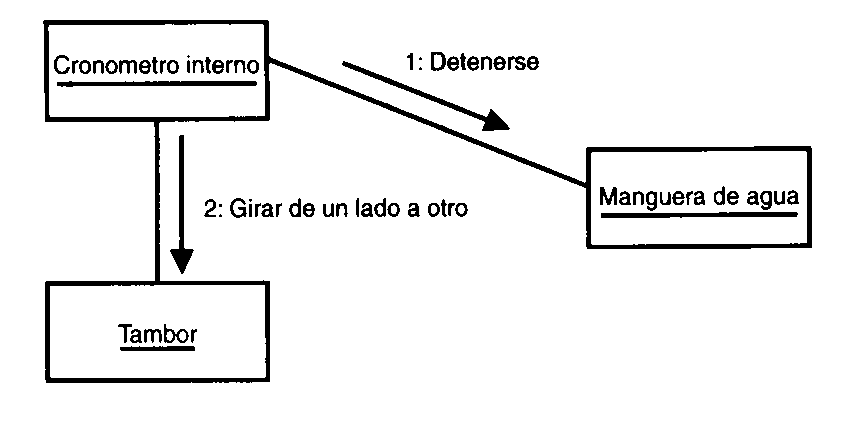 Cronometro interno
1: Detenerse
Manguera de agua
2: Girar de un lado a otro
Tambor